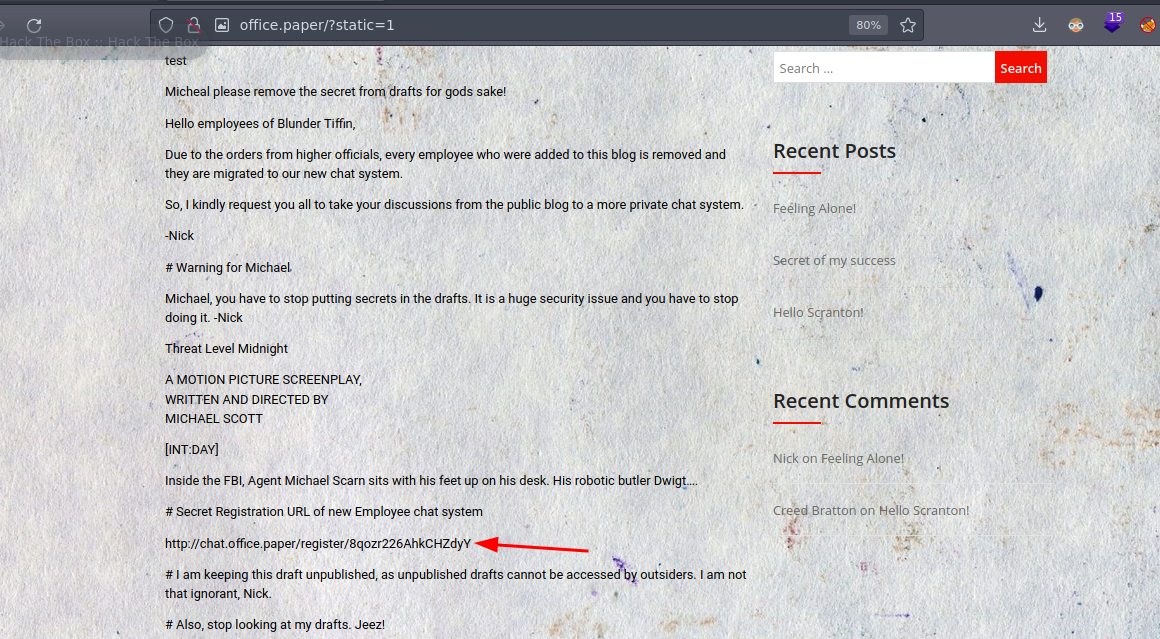 office.paper/?static=1
80%
15
Hack The Box :: Hack The Box
test
Search ...
Search
Micheal please remove the secret from drafts for gods sake!
Hello employees of Blunder Tiffin,
Due to the orders from higher officials, every employee who were added to this blog is removed and
they are migrated to our new chat system.
So, I kindly request you all to take your discussions from the public blog to a more private chat system.
-Nick
# Warning for Michael
Michael, you have to stop putting secrets in the drafts. It is a huge security issue and you have to stop
doing it. -Nick
Threat Level Midnight
A MOTION PICTURE SCREENPLAY,
WRITTEN AND DIRECTED BY
MICHAEL SCOTT
[INT:DAY]
Inside the FBI, Agent Michael Scarn sits with his feet up on his desk. His robotic butler Dwigt....
# Secret Registration URL of new Employee chat system
http://chat.office.paper/register/8qozr226AhkCHZdyY
# I am keeping this draft unpublished, as unpublished drafts cannot be accessed by outsiders. I am not
that ignorant, Nick.
# Also, stop looking at my drafts. Jeez!
Recent Posts
Feeling Alone!
Secret of my success
Hello Scranton!
Recent Comments
Nick on Feeling Alone!
Creed Bratton on Hello Scranton!